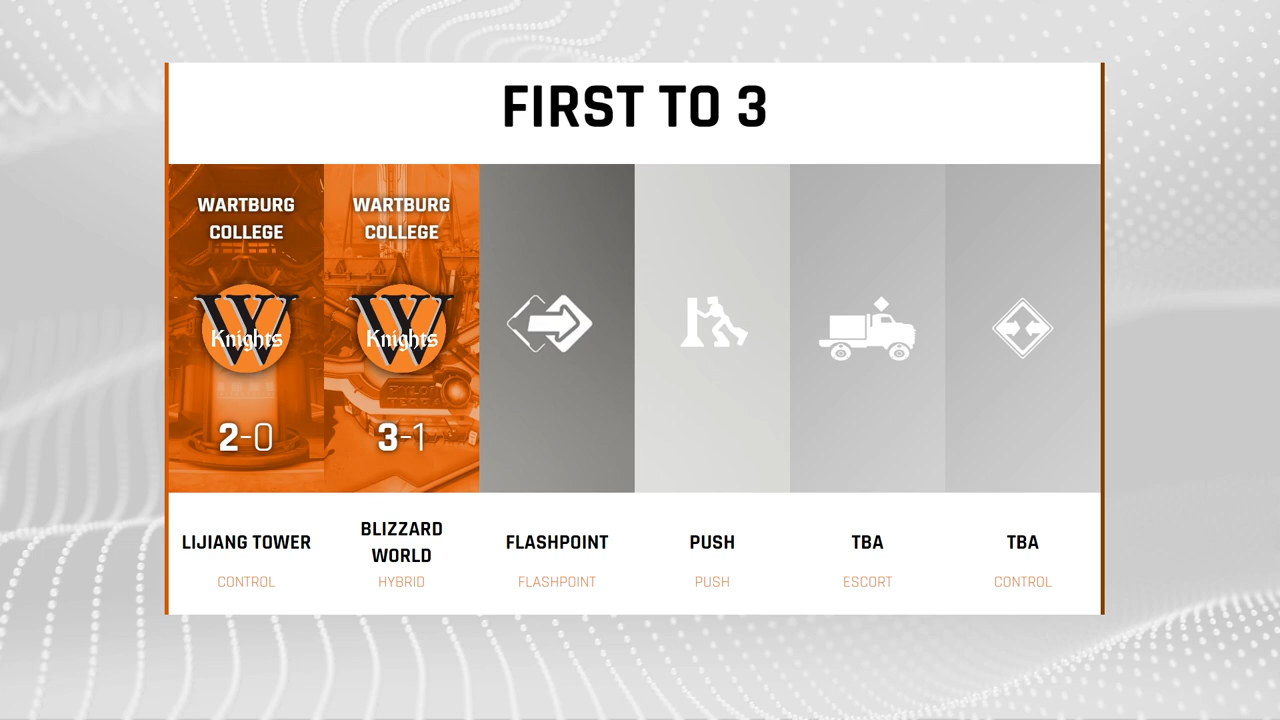 FIRST TO 3
WARTBURG
COLLEGE
Knights
2-0
WARTBURG
COLLEGE
Knights
3-1
LIJIANG TOWER
CONTROL
BLIZZARD
WORLD
HYBRID
FLASHPOINT
FLASHPOINT
PUSH
PUSH
TBA
ESCORT
TBA
CONTROL